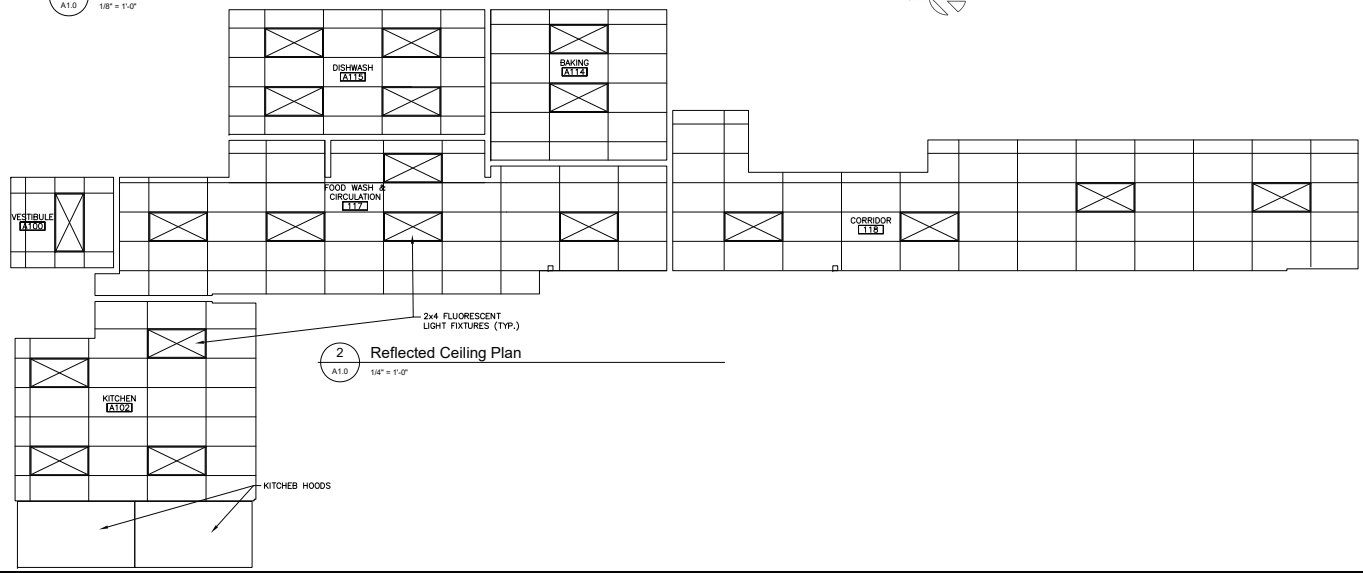 A1.0
1/8" = 1'-0"
DISHWASH
A115
BAKING
A114
FOOD WASH &
CIRCULATION
117
VESTIBULE
A100
CORRIDOR
118
2x4 FLUORESCENT
LIGHT FIXTURES (TYP.)
2
Reflected Ceiling Plan
A1.0
1/4" = 1'-0"
KITCHEN
A102
KITCHEB HOODS